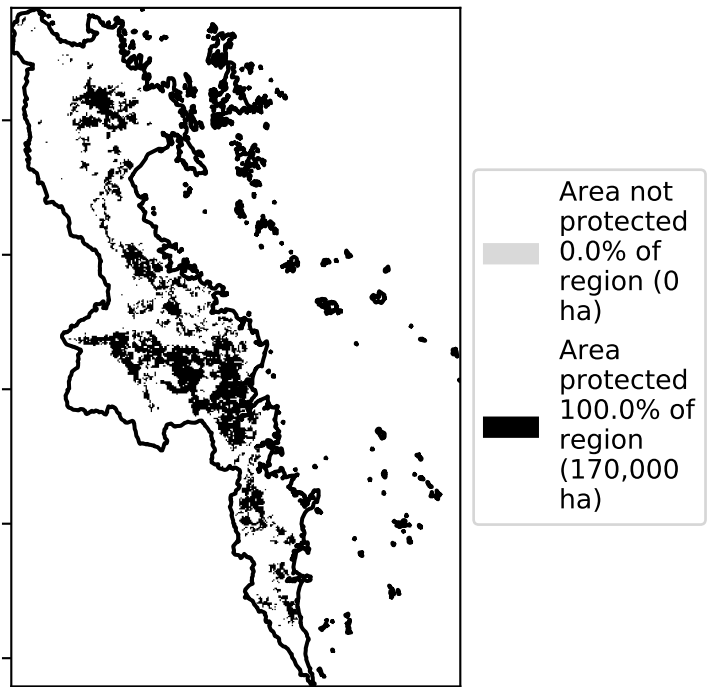 Area not
protected
0.0% of
region (0
ha)
Area
protected
100.0% of
region
(170,000
ha)